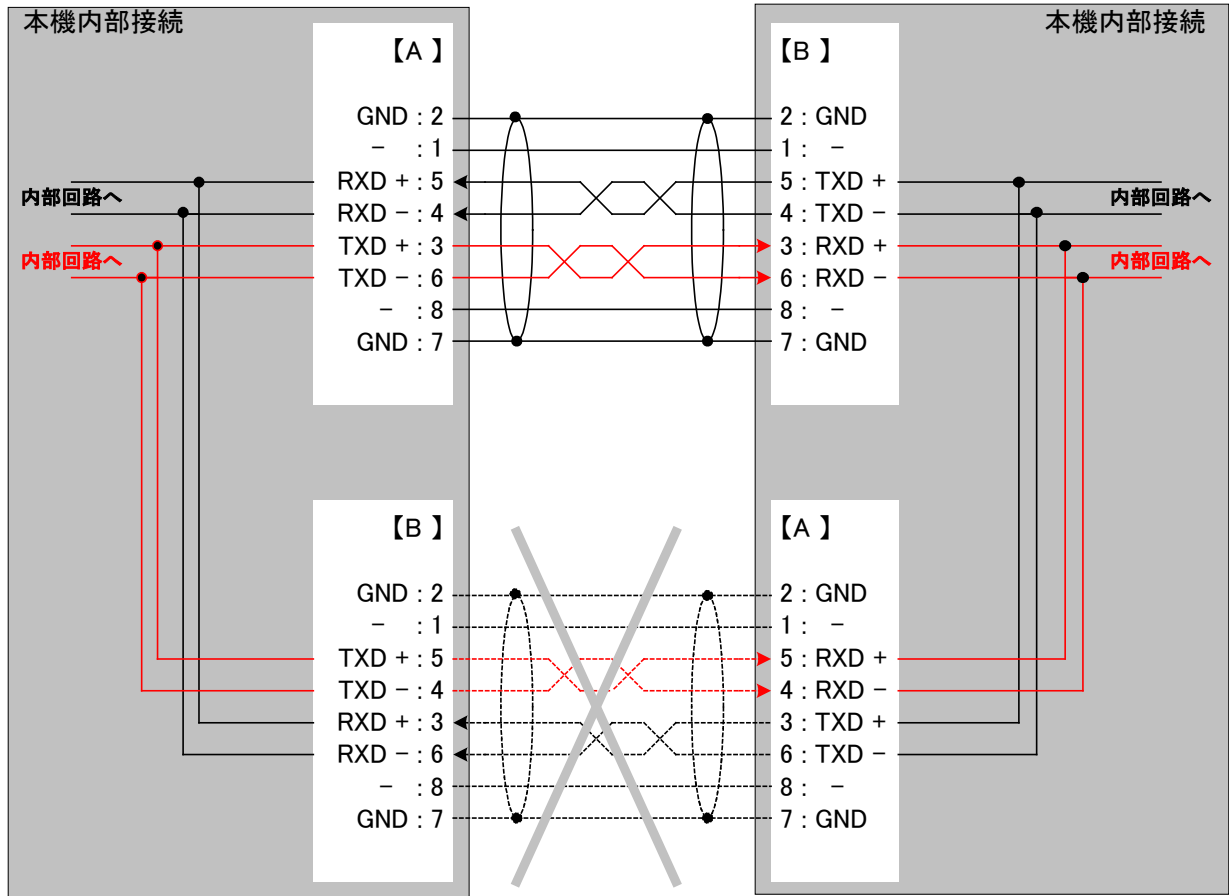 本機内部接続
本機内部接続
【A 】
【B 】
GND : 2
2 : GND
− : 1
1 : −
RXD + : 5
5 : TXD +
RXD − : 4
4 : TXD −
TXD + : 3
3 : RXD +
TXD − : 6
6 : RXD −
− : 8
8 : −
GND : 7
7 : GND
内部回路へ
内部回路へ
内部回路へ
内部回路へ
【B 】
【A 】
GND : 2
2 : GND
− : 1
1 : −
TXD + : 5
5 : RXD +
TXD − : 4
4 : RXD −
RXD + : 3
3 : TXD +
RXD − : 6
6 : TXD −
− : 8
8 : −
GND : 7
7 : GND